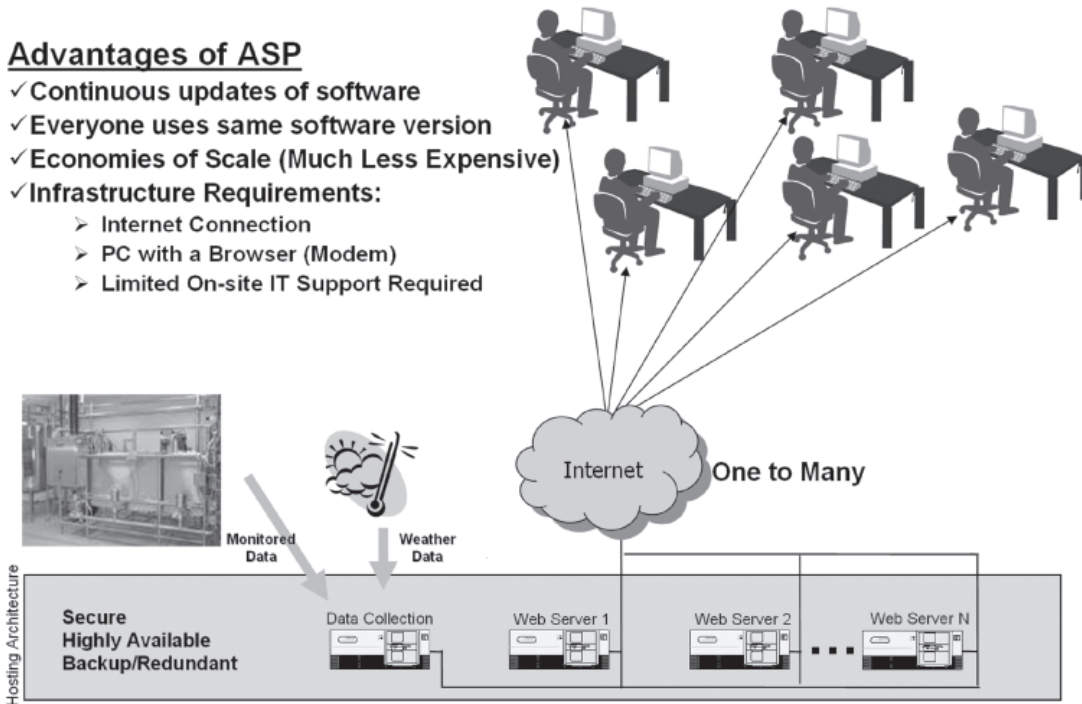 Advantages of ASP
✓Continuous updates of software
✓Everyone uses same software version
✓Economies of Scale (Much Less Expensive)
✓Infrastructure Requirements:
➢ Internet Connection
➢ PC with a Browser (Modem)
➢ Limited On-site IT Support Required
Internet
One to Many
Monitored
Data
Weather
Data
Hosting Architecture
Secure
Highly Available
Backup/Redundant
Data Collection
Web Server 1
Web Server 2
Web Server N